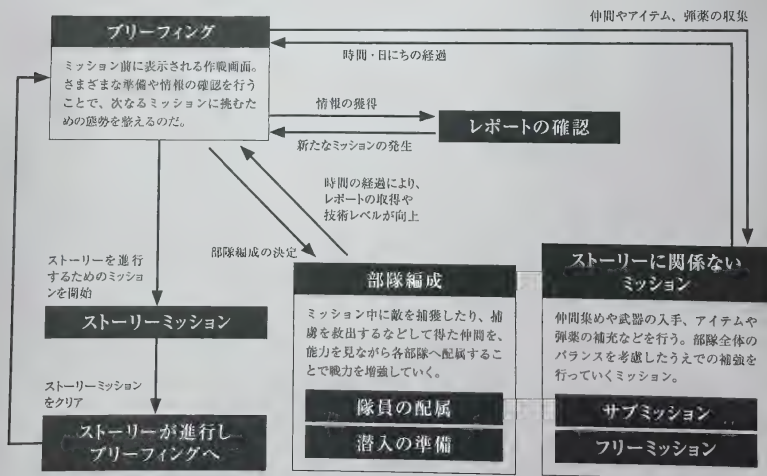 仲間やアイテム、弾薬の収集
ブリーフィング
ミッション前に表示される作戦画面。
さまざまな準備や情報の確認を行う
ことで、次なるミッションに挑むた
めの態勢を整えるのだ。
時間・日にちの経過
情報の獲得
レポートの確認
新たなミッションの発生
時間の経過により、
レポートの取得や
技術レベルが向上
部隊編成の決定
ストーリーを進行
するためのミッショ
ンを開始
ストーリーミッション
ストーリーミッション
をクリア
ストーリーが進行し
ブリーフィングへ
部隊編成
ミッション中に敵を捕獲したり、捕
虜を救出するなどして得た仲間を、
能力を見ながら各部隊へ配属するこ
とで戦力を増強していく。
隊員の配属
潜入の準備
ストーリーに関係ない
ミッション
仲間集めや武器の入手、アイテムや
弾薬の補充などを行う。部隊全体の
バランスを考慮したうえでの補強を
行っていくミッション。
サブミッション
フリーミッション